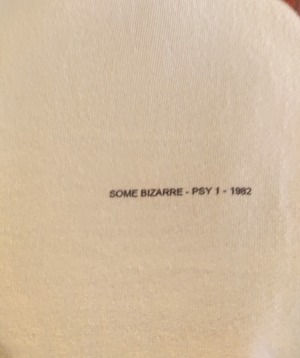 SOME BIZARRE - PSY 1 - 1982